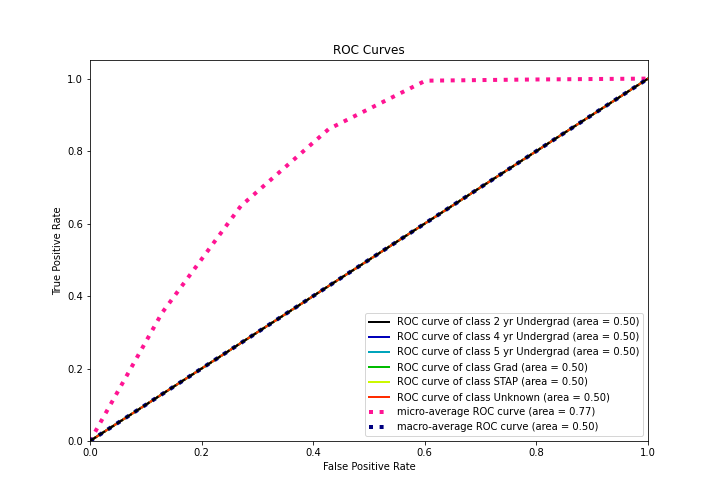 ROC Curves
True Positive Rate
1.0
0.8
0.6
0.4
0.2
0.0
ROC curve of class 2 yr Undergrad (area = 0.50)
ROC curve of class 4 yr Undergrad (area = 0.50)
ROC curve of class 5 yr Undergrad (area = 0.50)
ROC curve of class Grad (area = 0.50)
ROC curve of class STAP (area = 0.50)
ROC curve of class Unknown (area = 0.50)
micro-average ROC curve (area = 0.77)
macro-average ROC curve (area = 0.50)
0.0 0.2 0.4 0.6 0.8 1.0
False Positive Rate